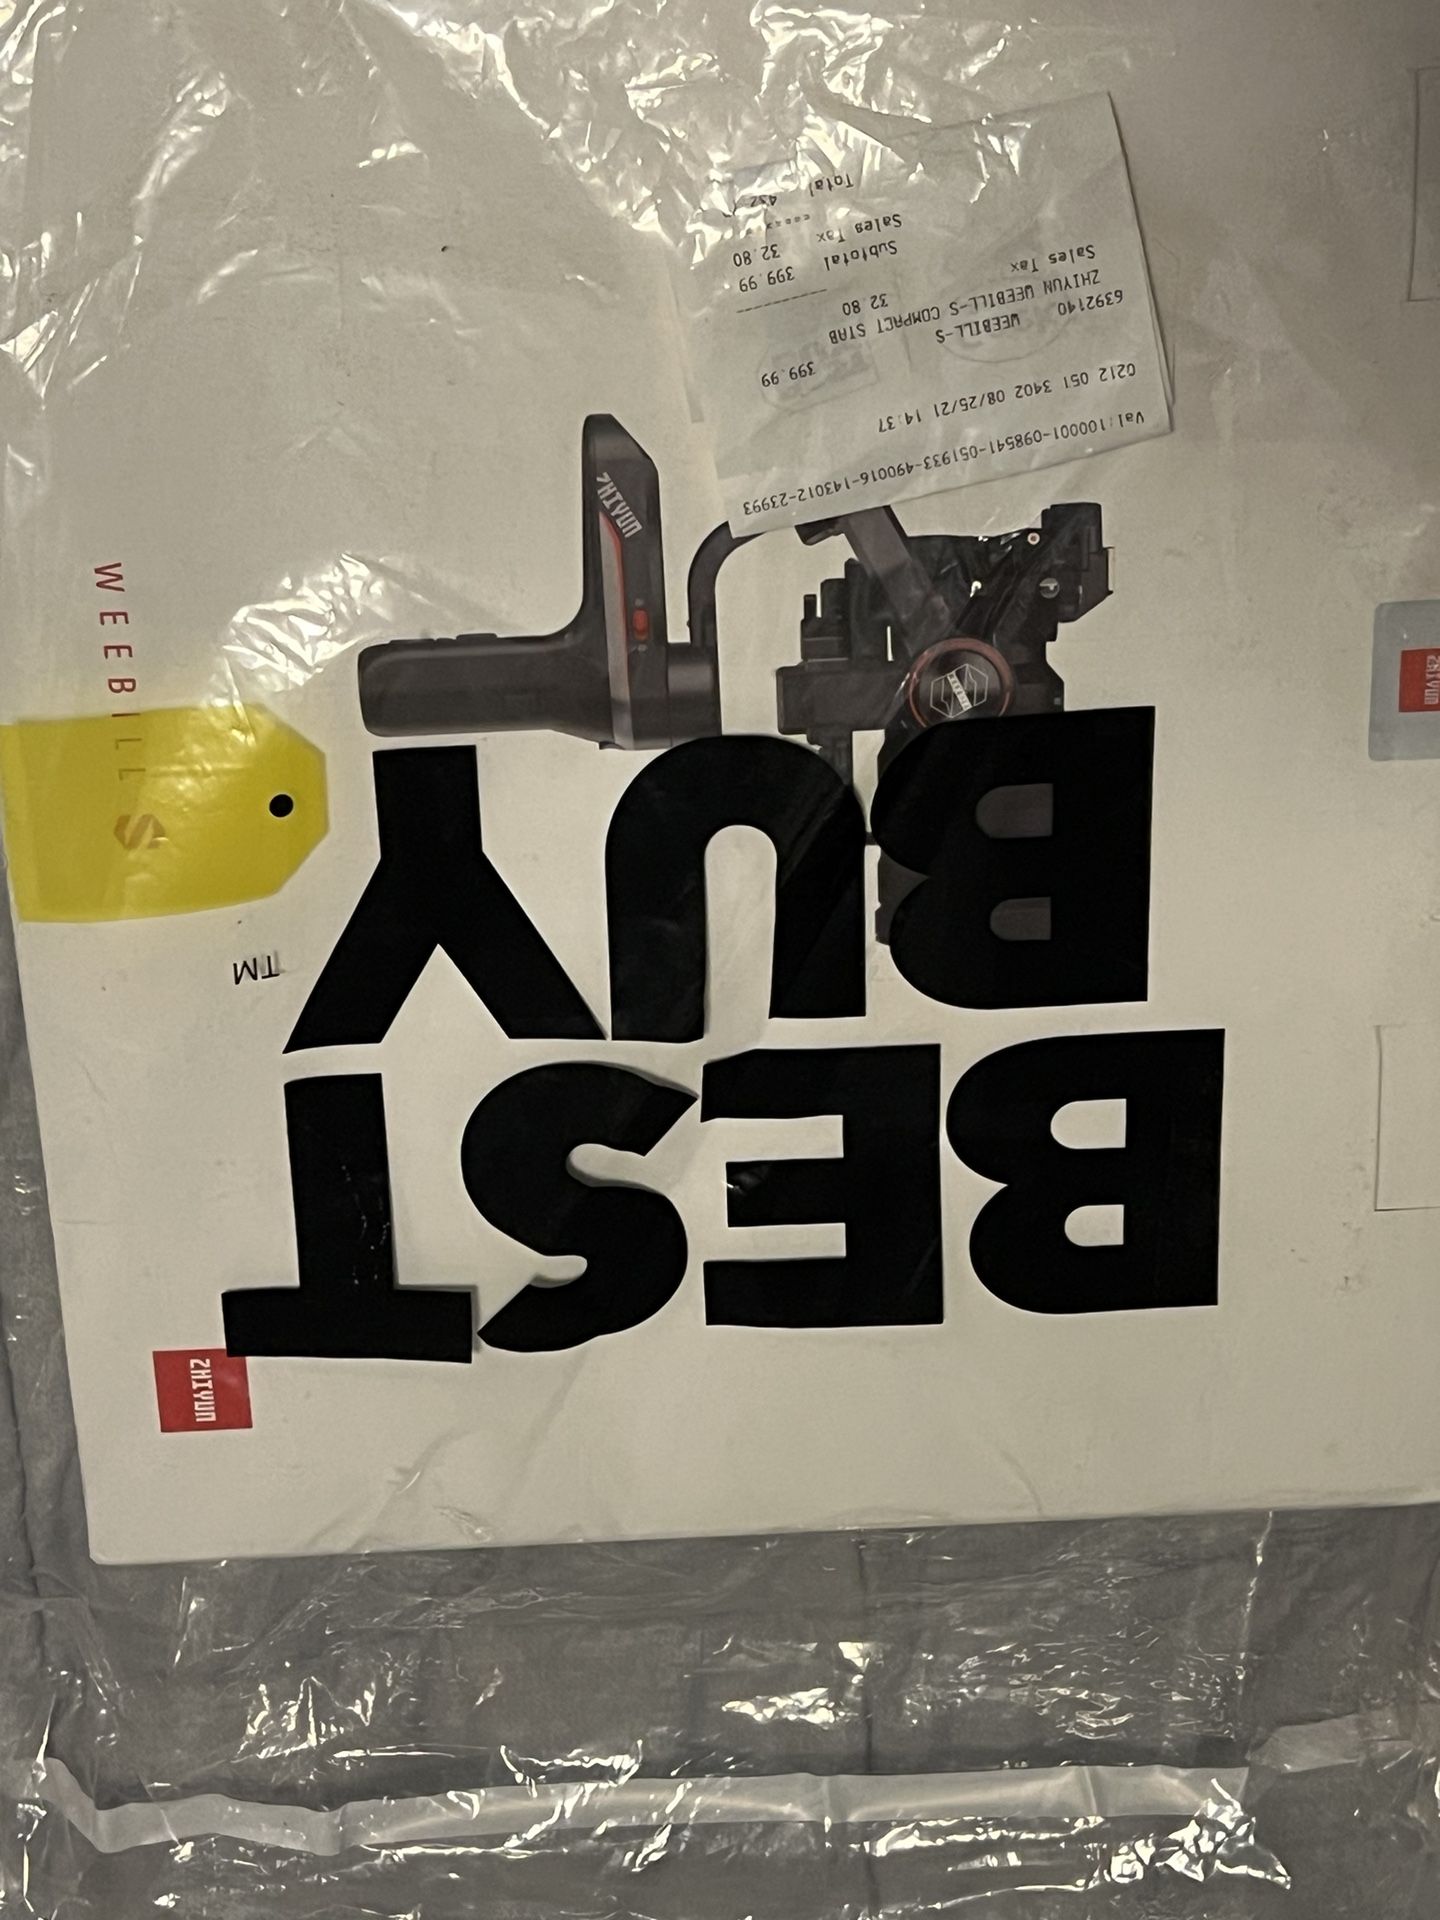 BEST
BUY
TM
Val:100001-098541-051933-490016-143012-23993
0212 051 3402 08/25/21 14:37
6392140 WEEBILL-S 399.99
ZHIYUN WEEBILL-S COMPACT STAB
Sales Tax 32.80
Subtotal 399.99
Sales Tax 32.80
Total
WEEBILL S
ZHIYUN
ZHIYUN
ZHIYUN